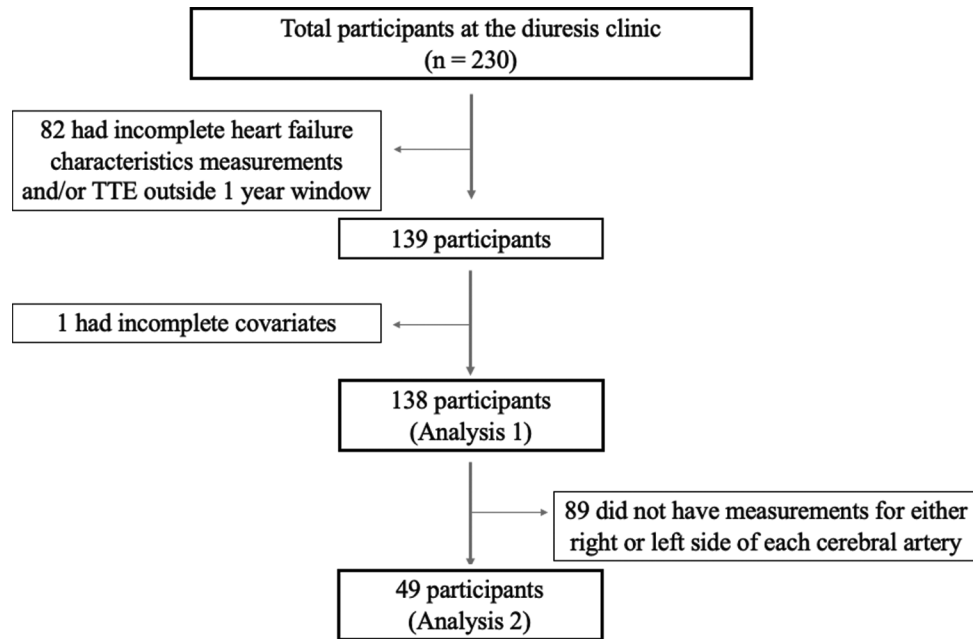 Total participants at the diuresis clinic
(n = 230)
82 had incomplete heart failure
characteristics measurements
and/or TTE outside 1 year window
139 participants
1 had incomplete covariates
138 participants
(Analysis 1)
89 did not have measurements for either
right or left side of each cerebral artery
49 participants
(Analysis 2)